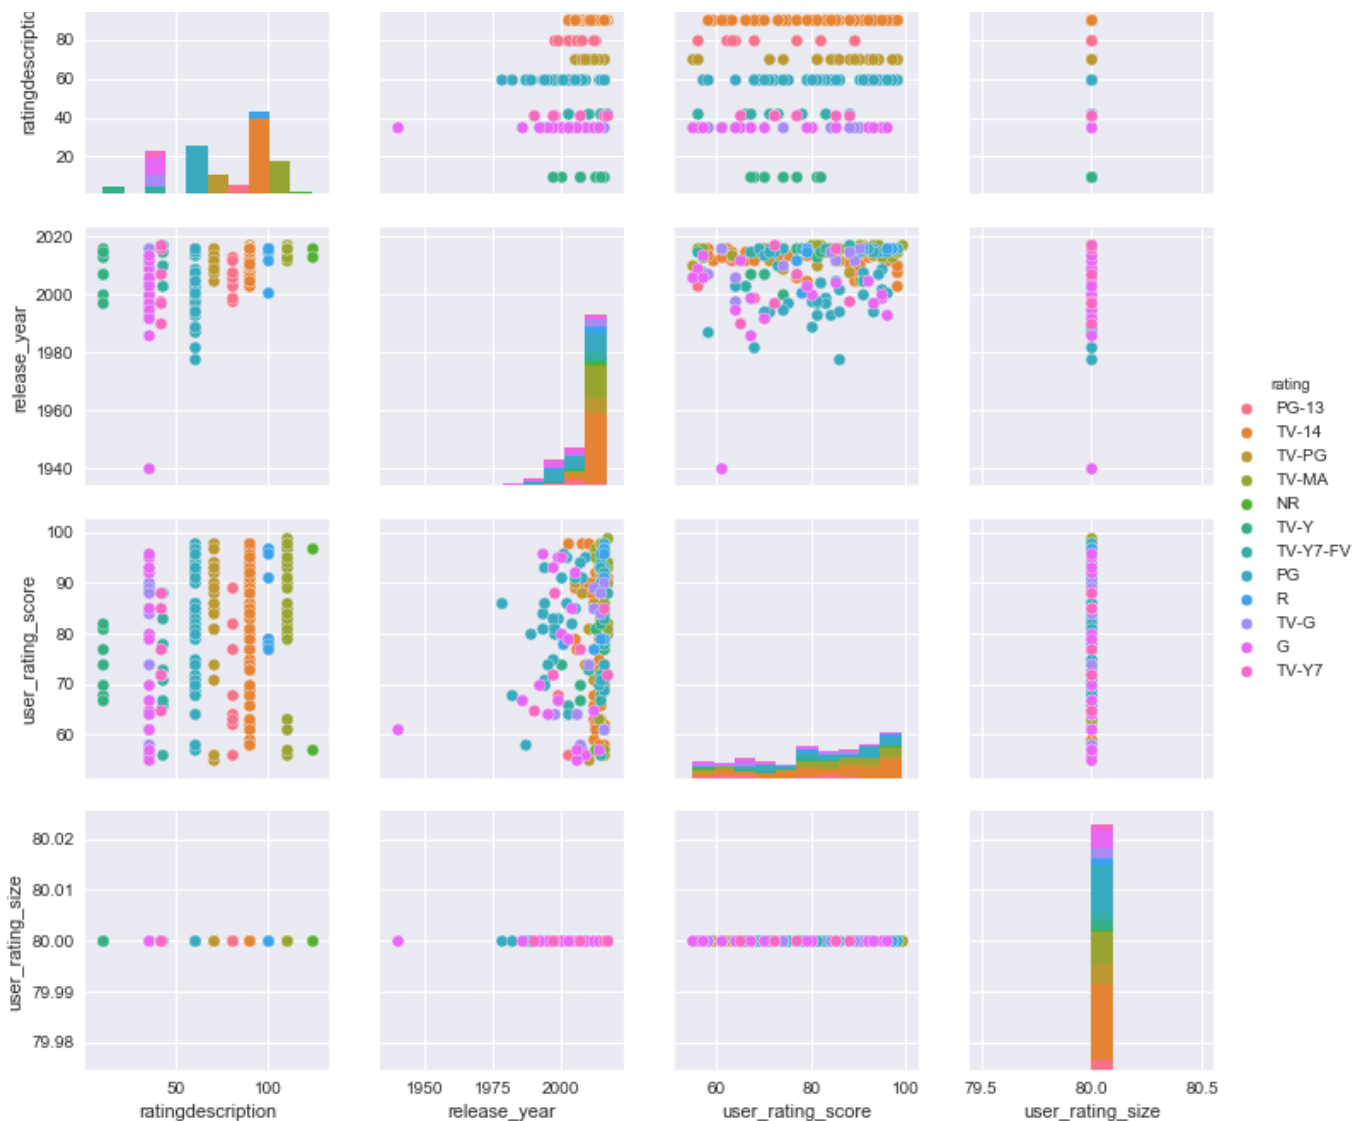 ratingdescriptic
80
60
40
20
release_year
2020
2000
1980
1960
1940
user_rating_score
100
90
80
70
60
user_rating_size
80.02
80.01
80.00
79.99
79.98
50 100
1950 1975 2000
60 80 100
79.5 80.0 80.5
ratingdescription
release_year
user_rating_score
user_rating_size
rating
PG-13
TV-14
TV-PG
TV-MA
NR
TV-Y
TV-Y7-FV
PG
R
TV-G
G
TV-Y7